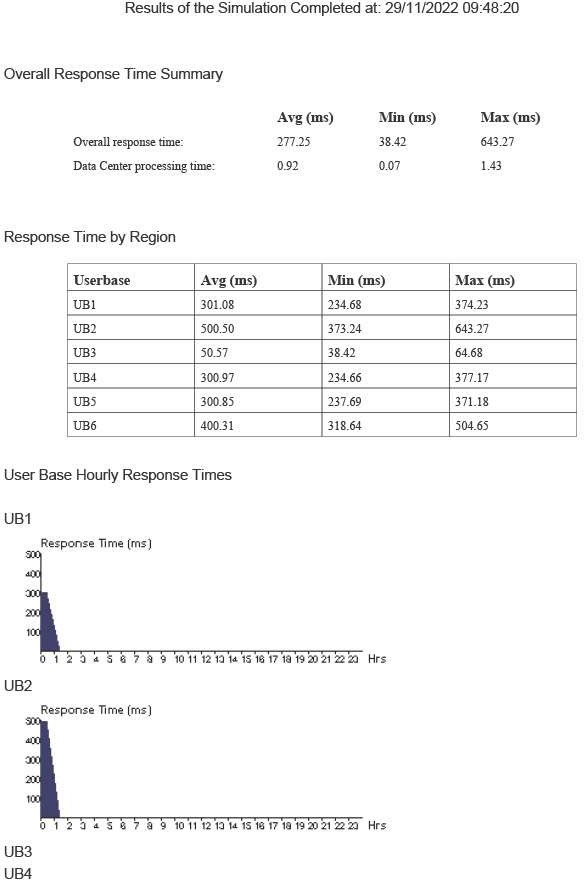 Results of the Simulation Completed at: 29/11/2022 09:48:20
Overall Response Time Summary
Avg (ms) Min (ms) Max (ms)
Overall response time: 277.25 38.42 643.27
Data Center processing time: 0.92 0.07 1.43
Response Time by Region
Userbase Avg (ms) Min (ms) Max (ms)
UB1 301.08 234.68 374.23
UB2 500.50 373.24 643.27
UB3 50.57 38.42 64.68
UB4 300.97 234.66 377.17
UB5 300.85 237.69 371.18
UB6 400.31 318.64 504.65
User Base Hourly Response Times
UB1
Response Time (ms)
500
400
300
200
100
0 1 2 3 4 5 6 7 8 9 10 11 12 13 14 15 16 17 18 19 20 21 22 23 Hrs
UB2
Response Time (ms)
500
400
300
200
100
0 1 2 3 4 5 6 7 8 9 10 11 12 13 14 15 16 17 18 19 20 21 22 23 Hrs
UB3
UB4